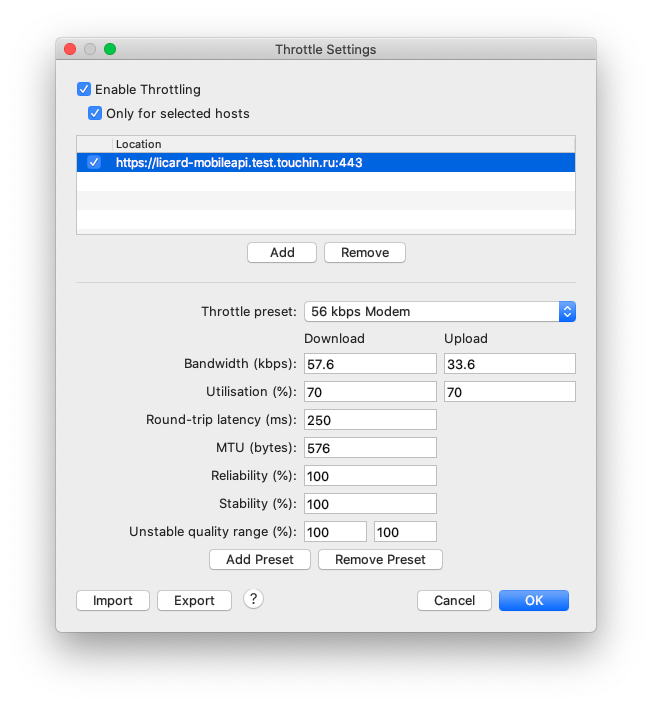 Throttle Settings
Enable Throttling
Only for selected hosts
Location
https://licard-mobileapi.test.touchin.ru:443
Add Remove
Throttle preset: 56 kbps Modem
Download Upload
Bandwidth (kbps): 57.6 33.6
Utilisation (%): 70 70
Round-trip latency (ms): 250
MTU (bytes): 576
Reliability (%): 100
Stability (%): 100
Unstable quality range (%): 100 100
Add Preset Remove Preset
Import Export ? Cancel OK